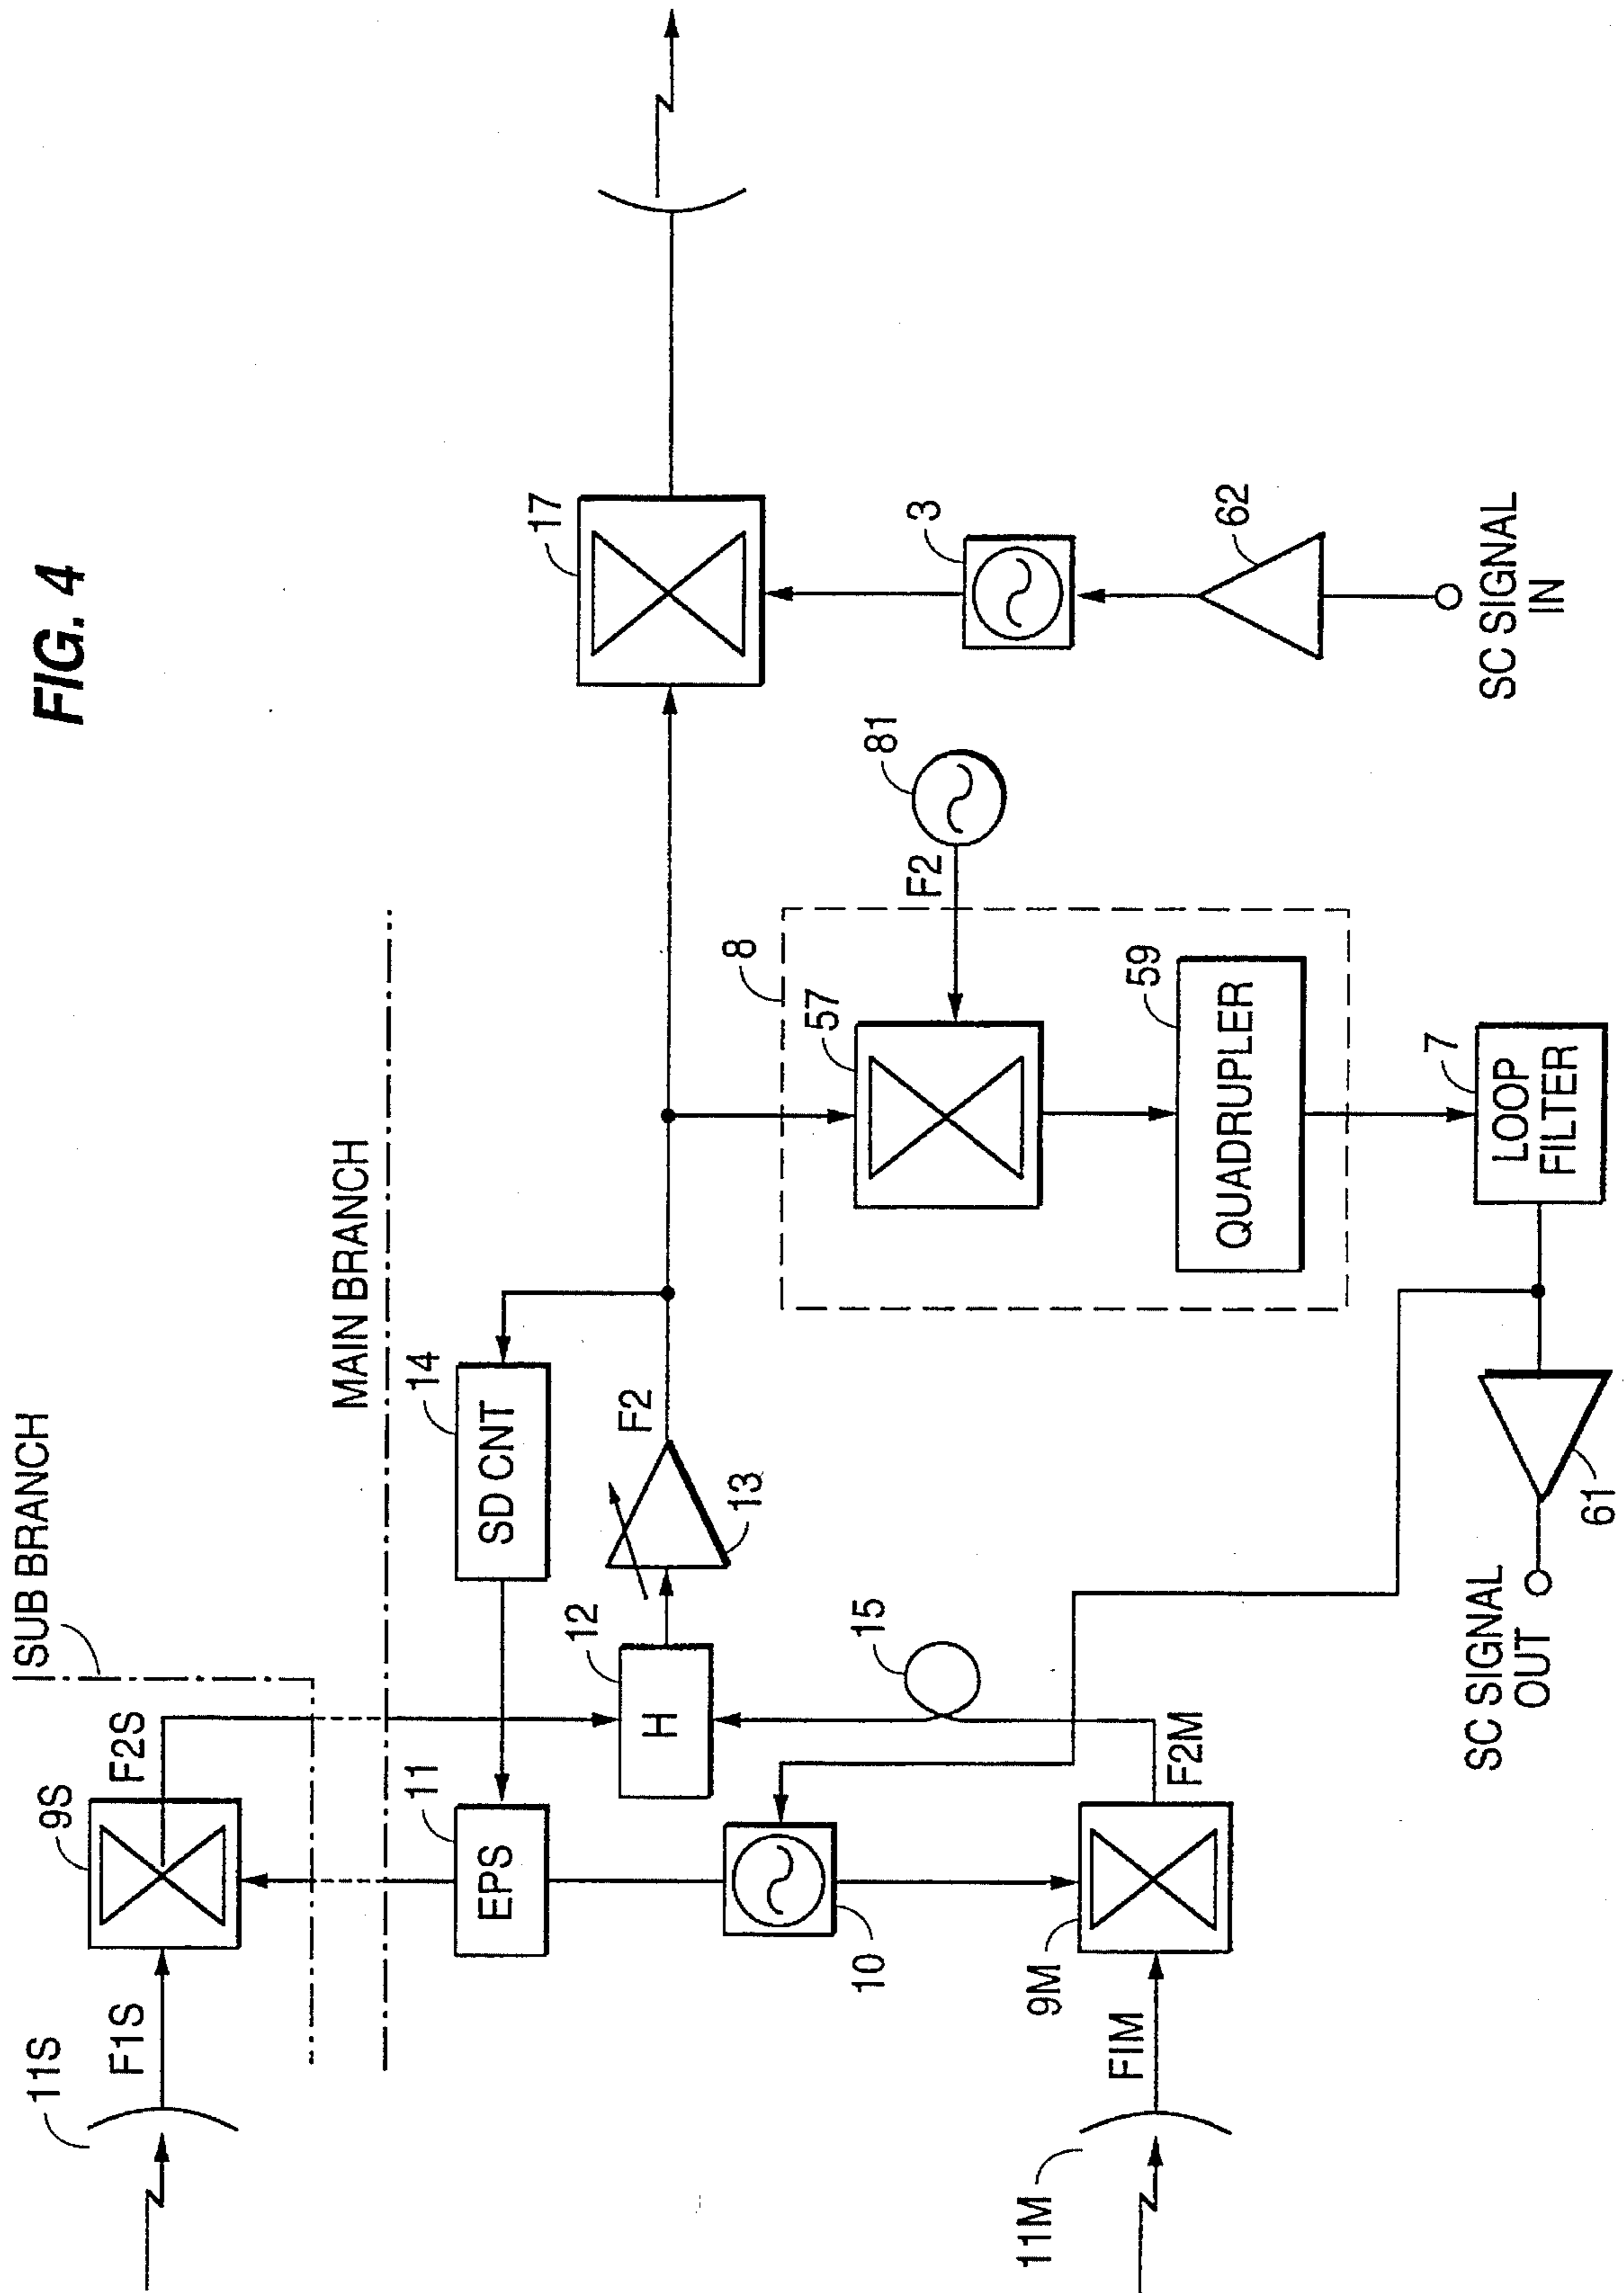 FIG. 4
SUB BRANCH
MAIN BRANCH
11S
F1S
9S
F2S
11
EPS
14
SD CNT
12
H
13
F2
17
10
15
9M
F2M
11M
FIM
8
57
F2
81
59
QUADRUPLER
3
62
SC SIGNAL
IN
7
LOOP
FILTER
61
SC SIGNAL
OUT